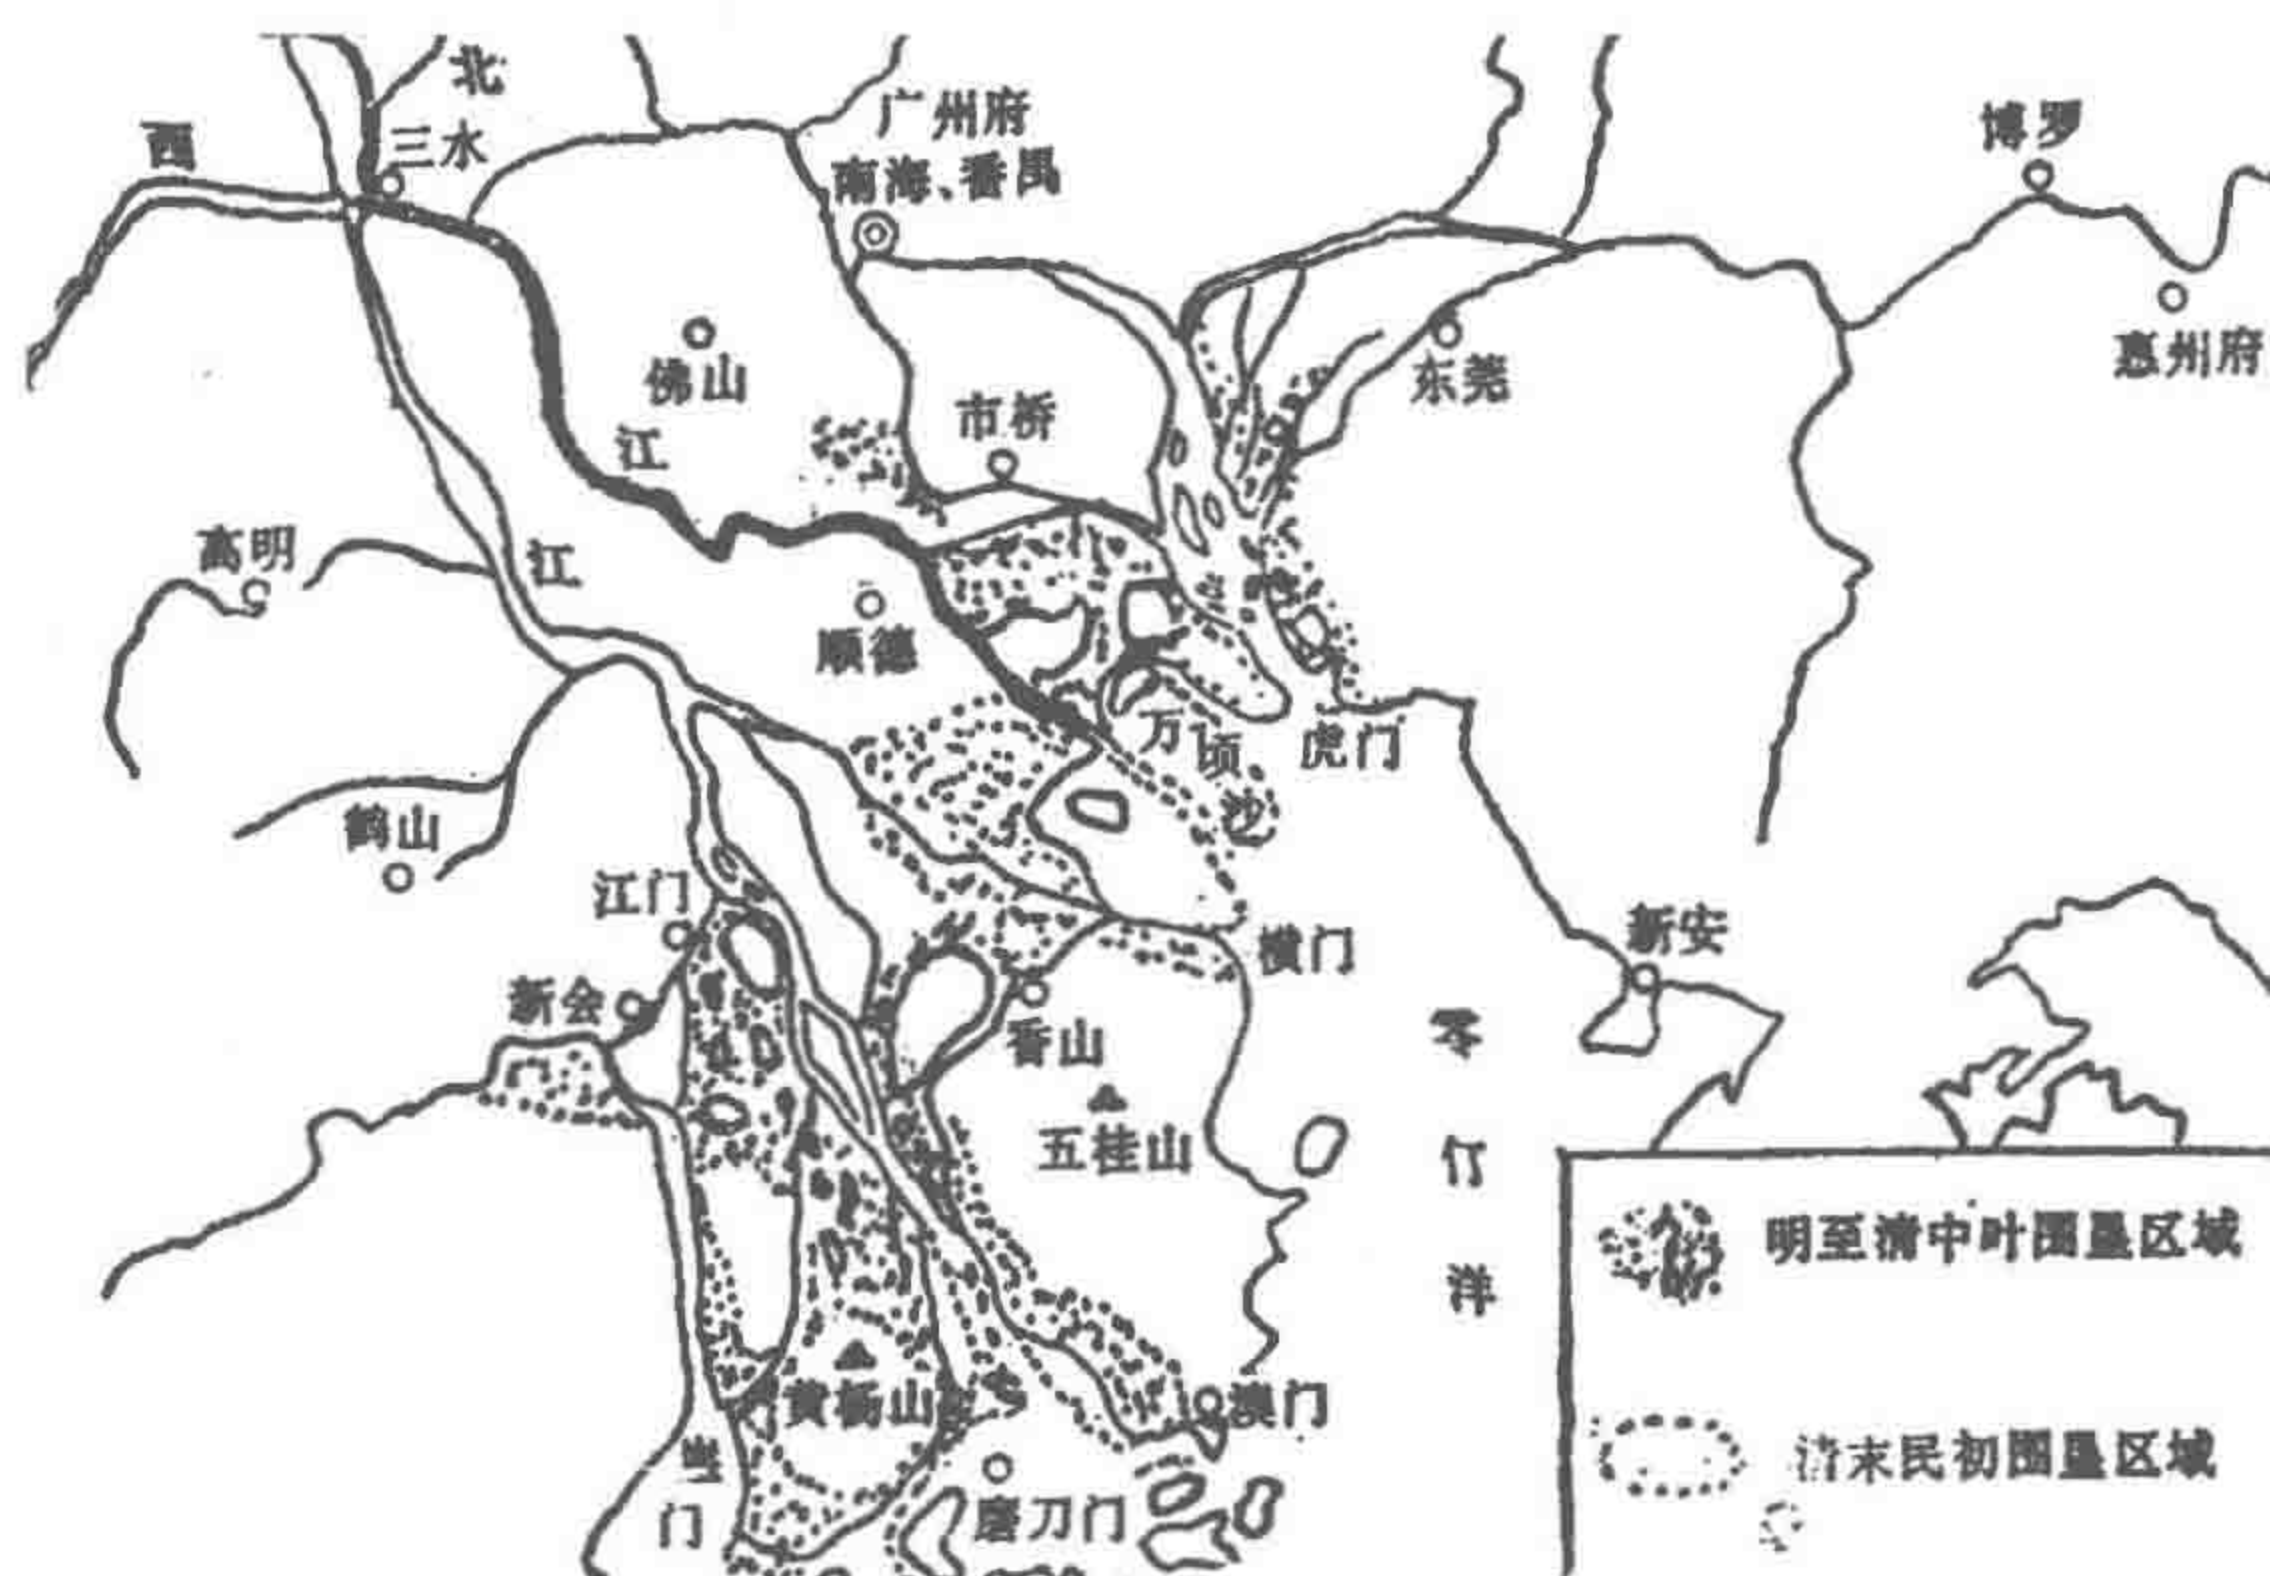 北
西
三水
广州府
南海、番禺
博罗
惠州府
佛山
东莞
市桥
江
江
高明
顺德
万顷沙
虎门
鹤山
江门
新会
横门
新安
香山
五桂山
零仃洋
黄杨山
澳门
崖门
磨刀门
明至清中叶围垦区域
清末民初围垦区域